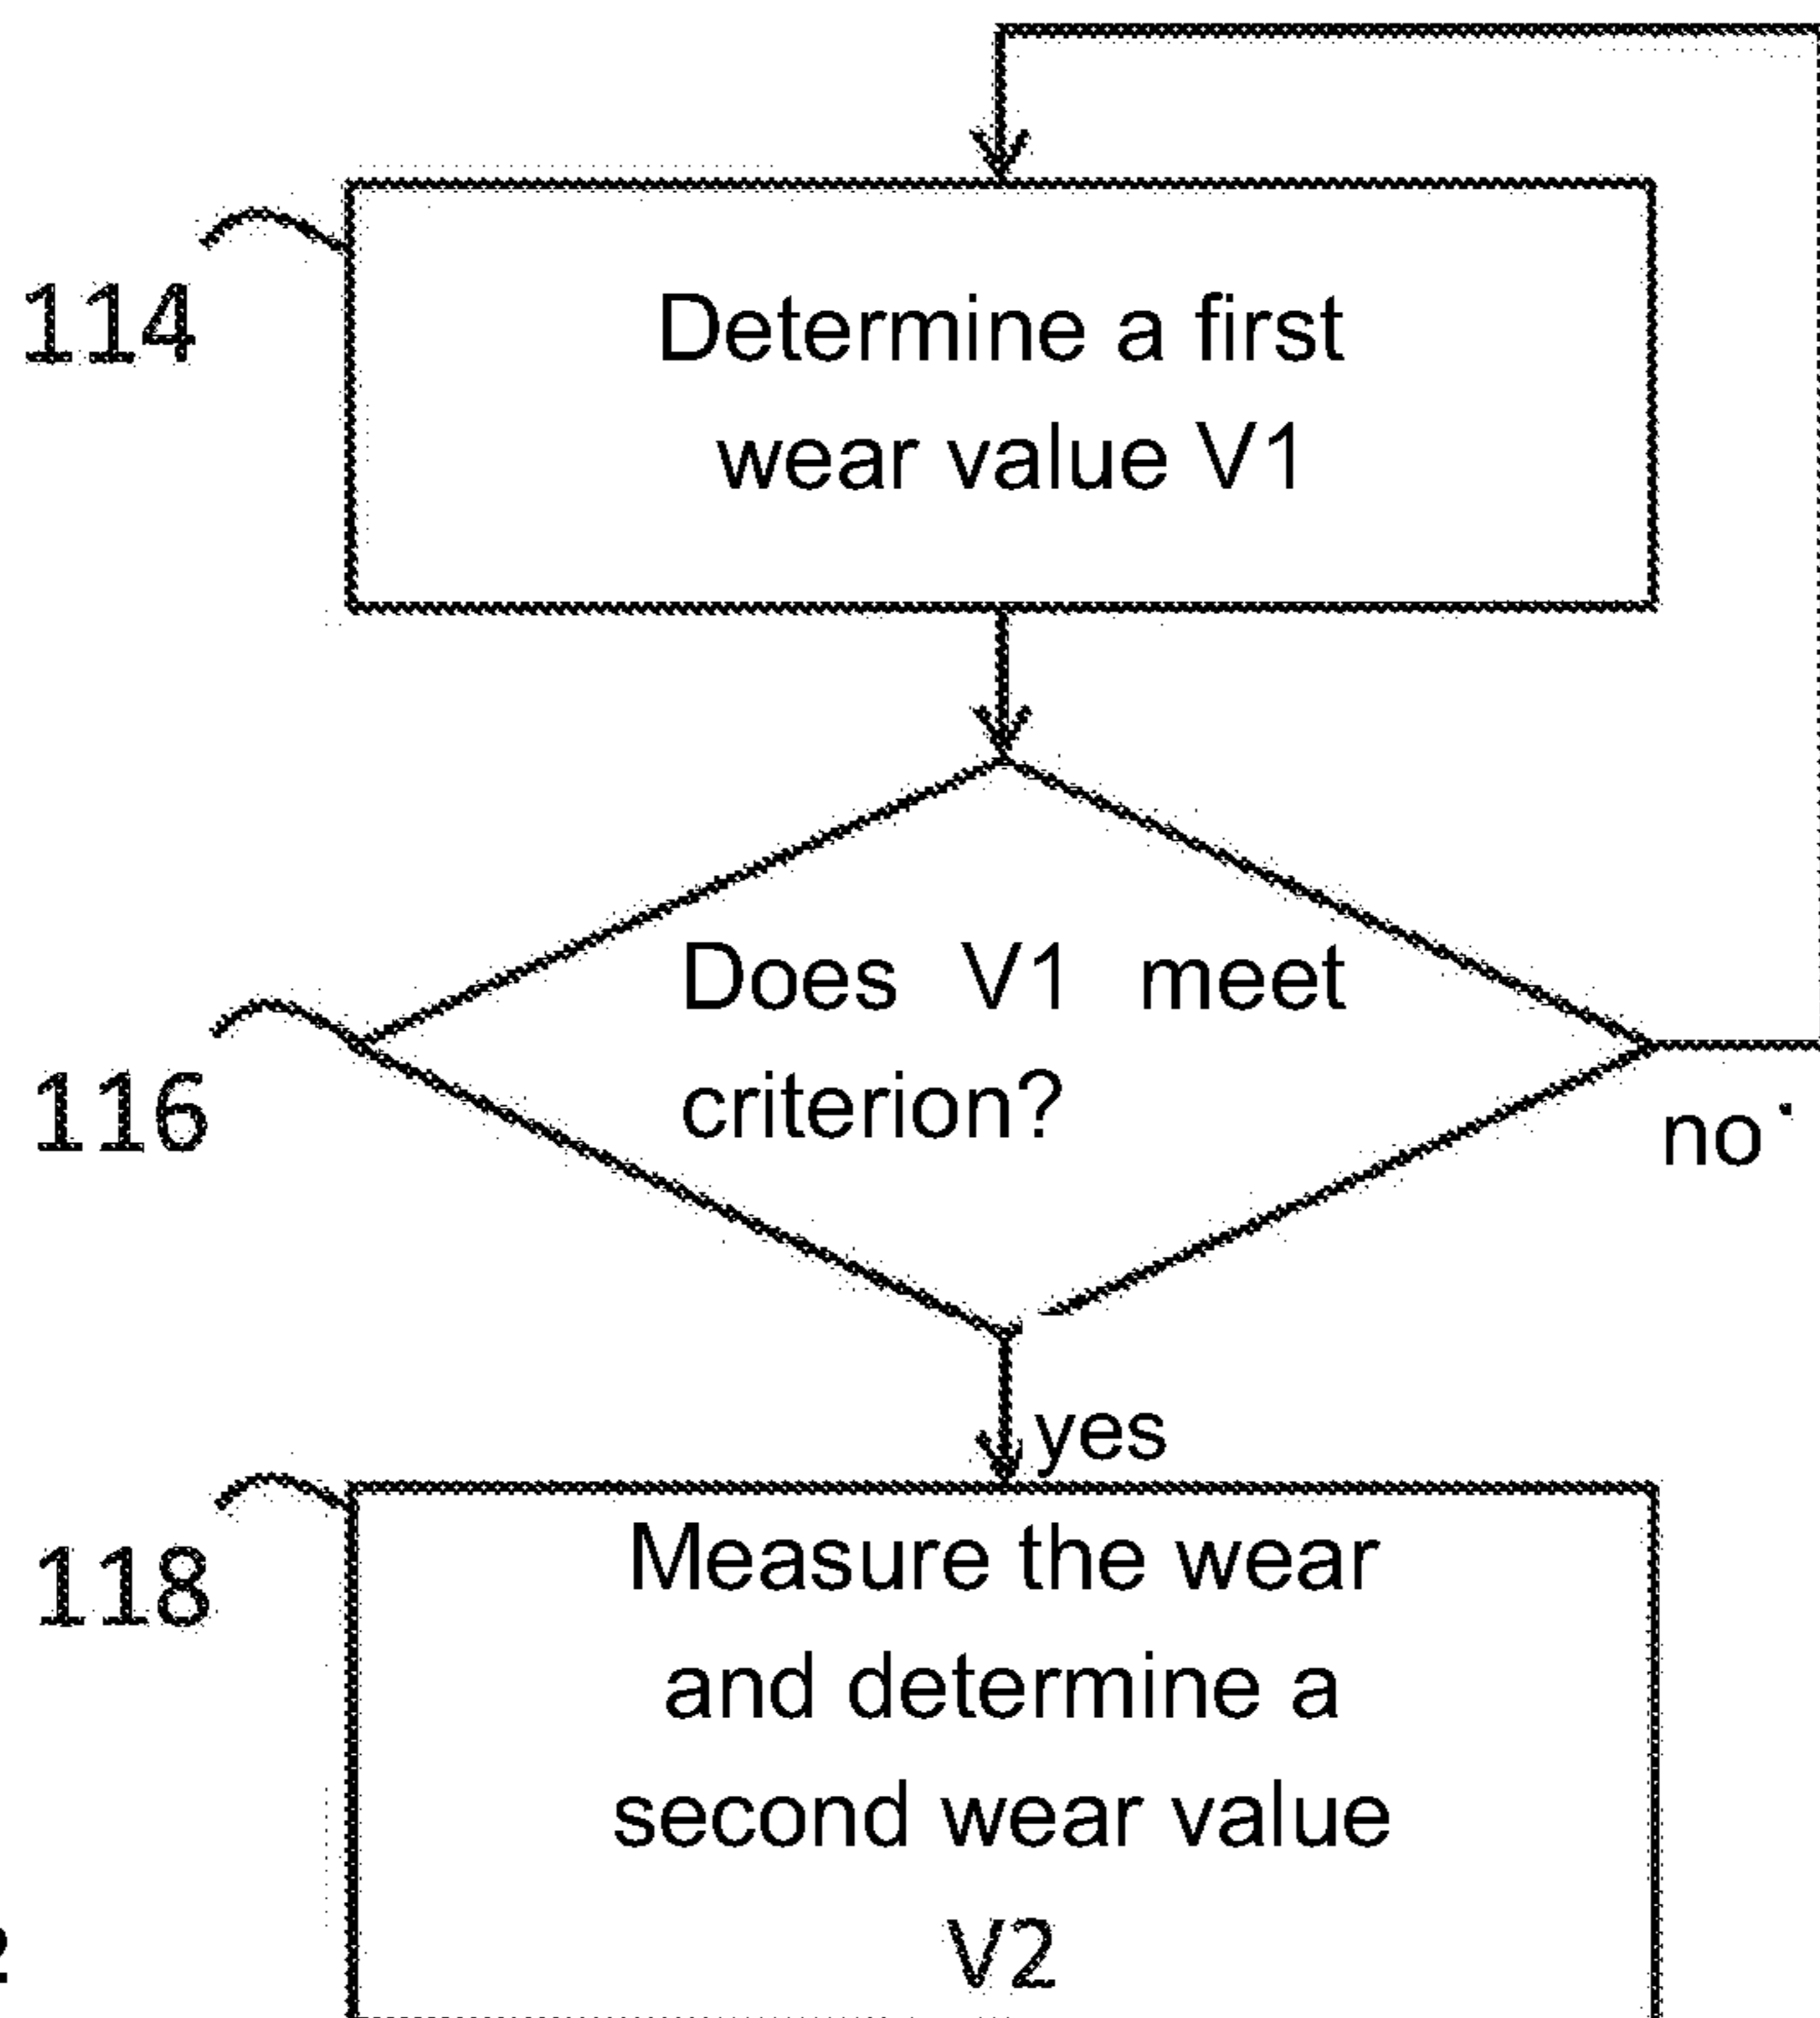 114
Determine a first
wear value V1
116
Does V1 meet
criterion?
no
yes
118
Measure the wear
and determine a
second wear value
V2